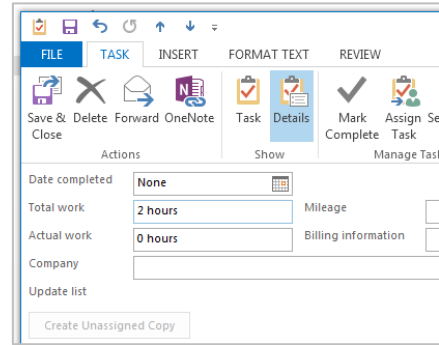 FILE TASK INSERT FORMAT TEXT REVIEW
Save & Close Delete Forward OneNote Task Details Mark Complete Assign Task
Actions Show Manage Task
Date completed None
Total work 2 hours Mileage
Actual work 0 hours Billing information
Company
Update list
Create Unassigned Copy